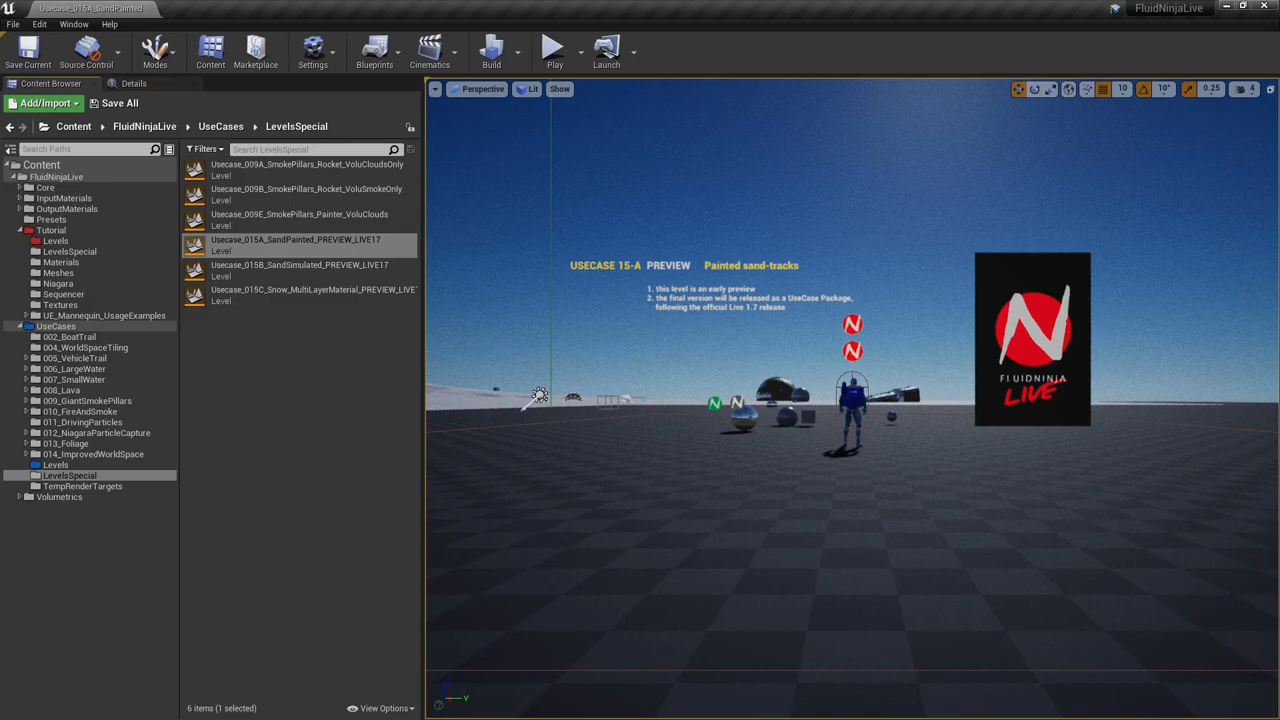 Usecase_015A_SandPainted
FluidNinjaLive
File Edit Window Help
Save Current Source Control Modes Content Marketplace Settings Blueprints Cinematics Build Play Launch
Content Browser Details
Add/Import Save All
Content FluidNinjaLive UseCases LevelsSpecial
Search Paths
Filters Search LevelsSpecial
Content
FluidNinjaLive
Core
InputMaterials
OutputMaterials
Presets
Tutorial
Levels
LevelsSpecial
Materials
Meshes
Niagara
Sequencer
Textures
UE_Mannequin_UsageExamples
UseCases
002_BoatTrail
004_WorldSpaceTiling
005_VehicleTrail
006_LargeWater
007_SmallWater
008_Lava
009_GiantSmokePillars
010_FireAndSmoke
011_DrivingParticles
012_NiagaraParticleCapture
013_Foliage
014_ImprovedWorldSpace
Levels
LevelsSpecial
TempRenderTargets
Volumetrics
Usecase_009A_SmokePillars_Rocket_VoluCloudsOnly
Level
Usecase_009B_SmokePillars_Rocket_VoluSmokeOnly
Level
Usecase_009E_SmokePillars_Painter_VoluClouds
Level
Usecase_015A_SandPainted_PREVIEW_LIVE17
Level
Usecase_015B_SandSimulated_PREVIEW_LIVE17
Level
Usecase_015C_Snow_MultiLayerMaterial_PREVIEW_LIVE
Level
6 items (1 selected) View Options
Perspective Lit Show
10 10° 0.25 4
USECASE 15-A PREVIEW Painted sand-tracks
1. this level is an early preview
2. the final version will be released as a UseCase Package,
following the official Live 1.7 release
N
N
N N
N
FLUIDNINJA
LIVE
Y